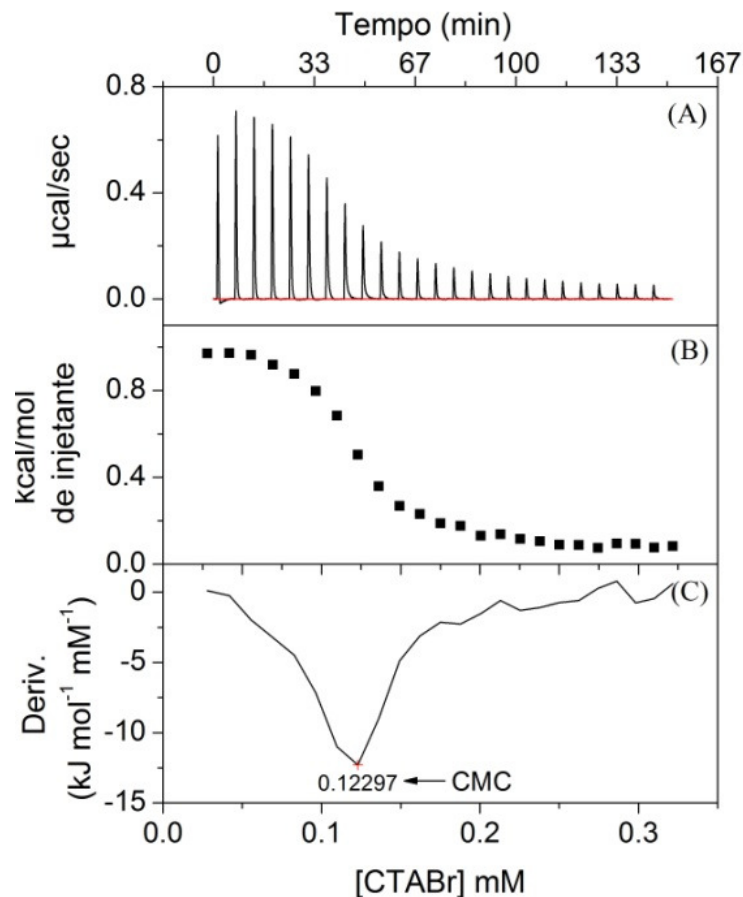 Tempo (min)
0 33 67 100 133 167
(A)
0.8
0.4
0.0
µcal/sec
(B)
0.8
0.4
0.0
kcal/mol
de injetante
(C)
0
-5
-10
-15
Deriv.
(kJ mol⁻¹ mM⁻¹)
0.12297 ← CMC
0.0 0.1 0.2 0.3
[CTABr] mM